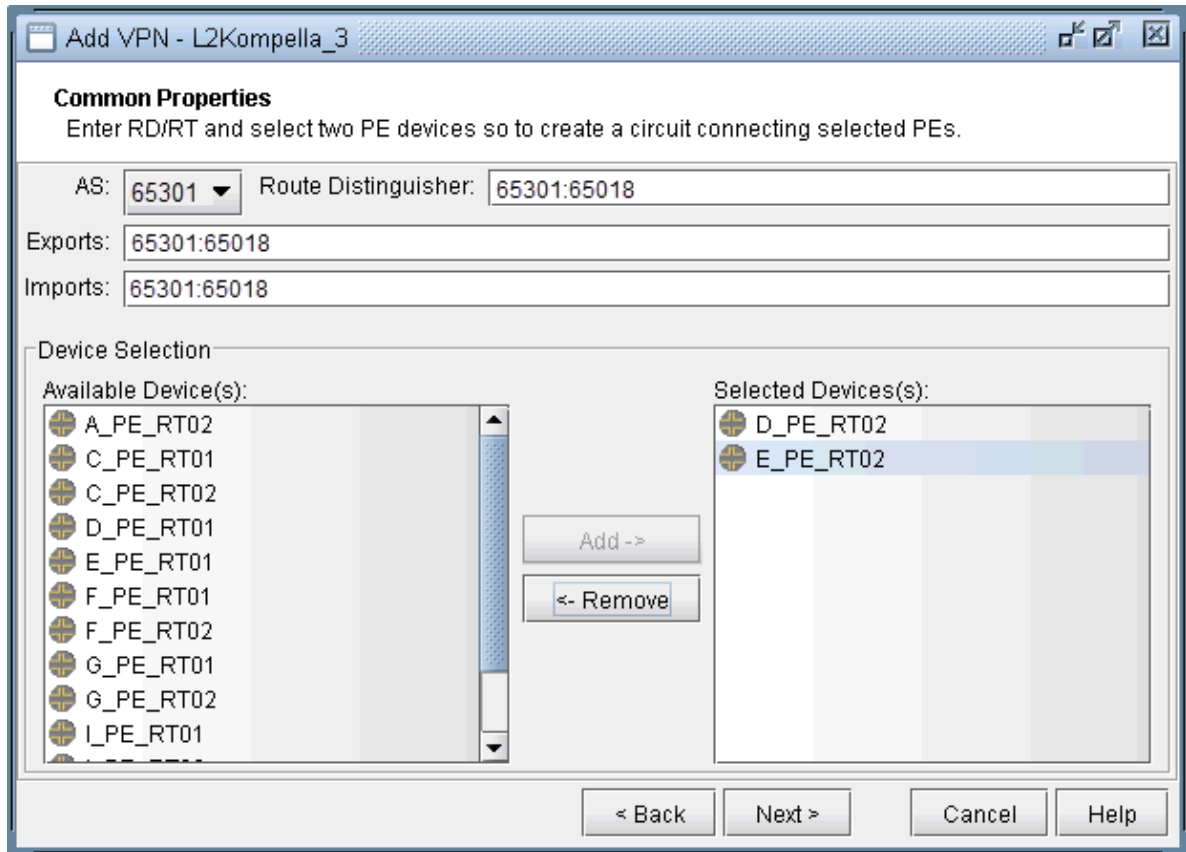 Add VPN - L2Kompella_3
Common Properties
Enter RD/RT and select two PE devices so to create a circuit connecting selected PEs.
AS: 65301 Route Distinguisher: 65301:65018
Exports: 65301:65018
Imports: 65301:65018
Device Selection
Available Device(s):
A_PE_RT02
C_PE_RT01
C_PE_RT02
D_PE_RT01
E_PE_RT01
F_PE_RT01
F_PE_RT02
G_PE_RT01
G_PE_RT02
I_PE_RT01
Add ->
<- Remove
Selected Devices(s):
D_PE_RT02
E_PE_RT02
< Back Next > Cancel Help